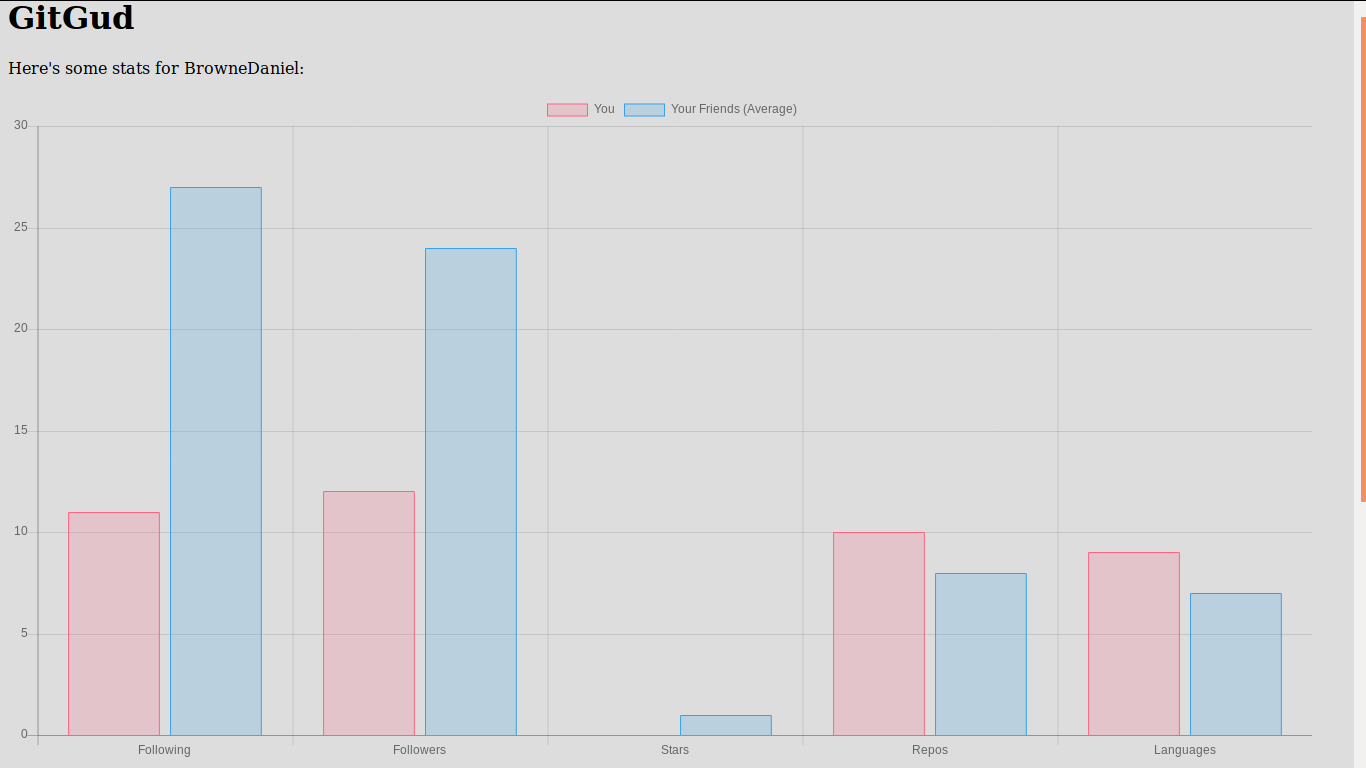 GitGud
Here's some stats for BrowneDaniel:
You Your Friends (Average)
30
25
20
15
10
5
0
Following Followers Stars Repos Languages